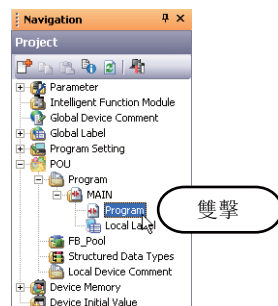 Navigation
Project
Parameter
Intelligent Function Module
Global Device Comment
Global Label
Program Setting
POU
Program
MAIN
Program
雙擊
Local Label
FB_Pool
Structured Data Types
Local Device Comment
Device Memory
Device Initial Value